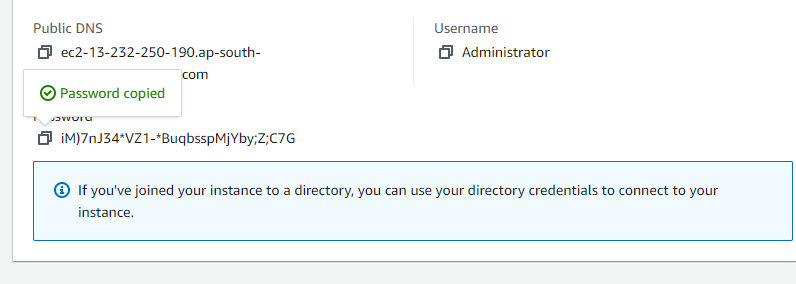 Public DNS
ec2-13-232-250-190.ap-south-
com
Username
Administrator
Password copied
Password
iM)7nJ34*VZ1-*BuqbsspMjYby;Z;C7G
If you've joined your instance to a directory, you can use your directory credentials to connect to your
instance.